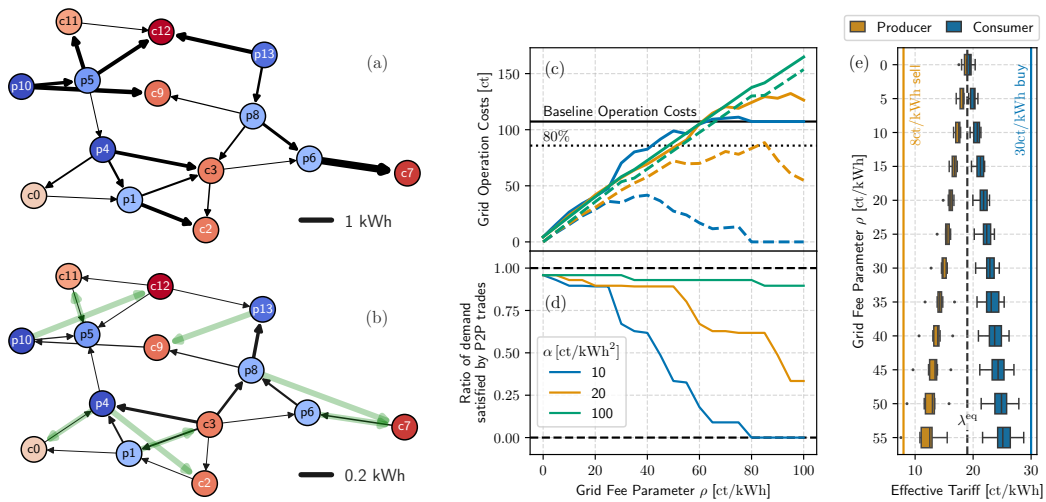 c11
c12
p13
(a)
p10
p5
c9
p8
p4
c3
p6
c7
c0
p1
c2
1 kWh
c11
c12
(b)
p13
p10
p5
c9
p8
p4
c3
p6
c7
c0
p1
c2
0.2 kWh
(c)
Grid Operation Costs [ct]
150
100
50
0
Baseline Operation Costs
80%
(d)
Ratio of demand
satisfied by P2P trades
1.00
0.75
0.50
0.25
0.00
α [ct/kWh²]
10
20
100
0 20 40 60 80 100
Grid Fee Parameter ρ [ct/kWh]
Producer Consumer
(e)
8ct/kWh sell
30ct/kWh buy
Grid Fee Parameter ρ [ct/kWh]
0
5
10
15
20
25
30
35
40
45
50
55
λ^eq
10 20 30
Effective Tariff [ct/kWh]